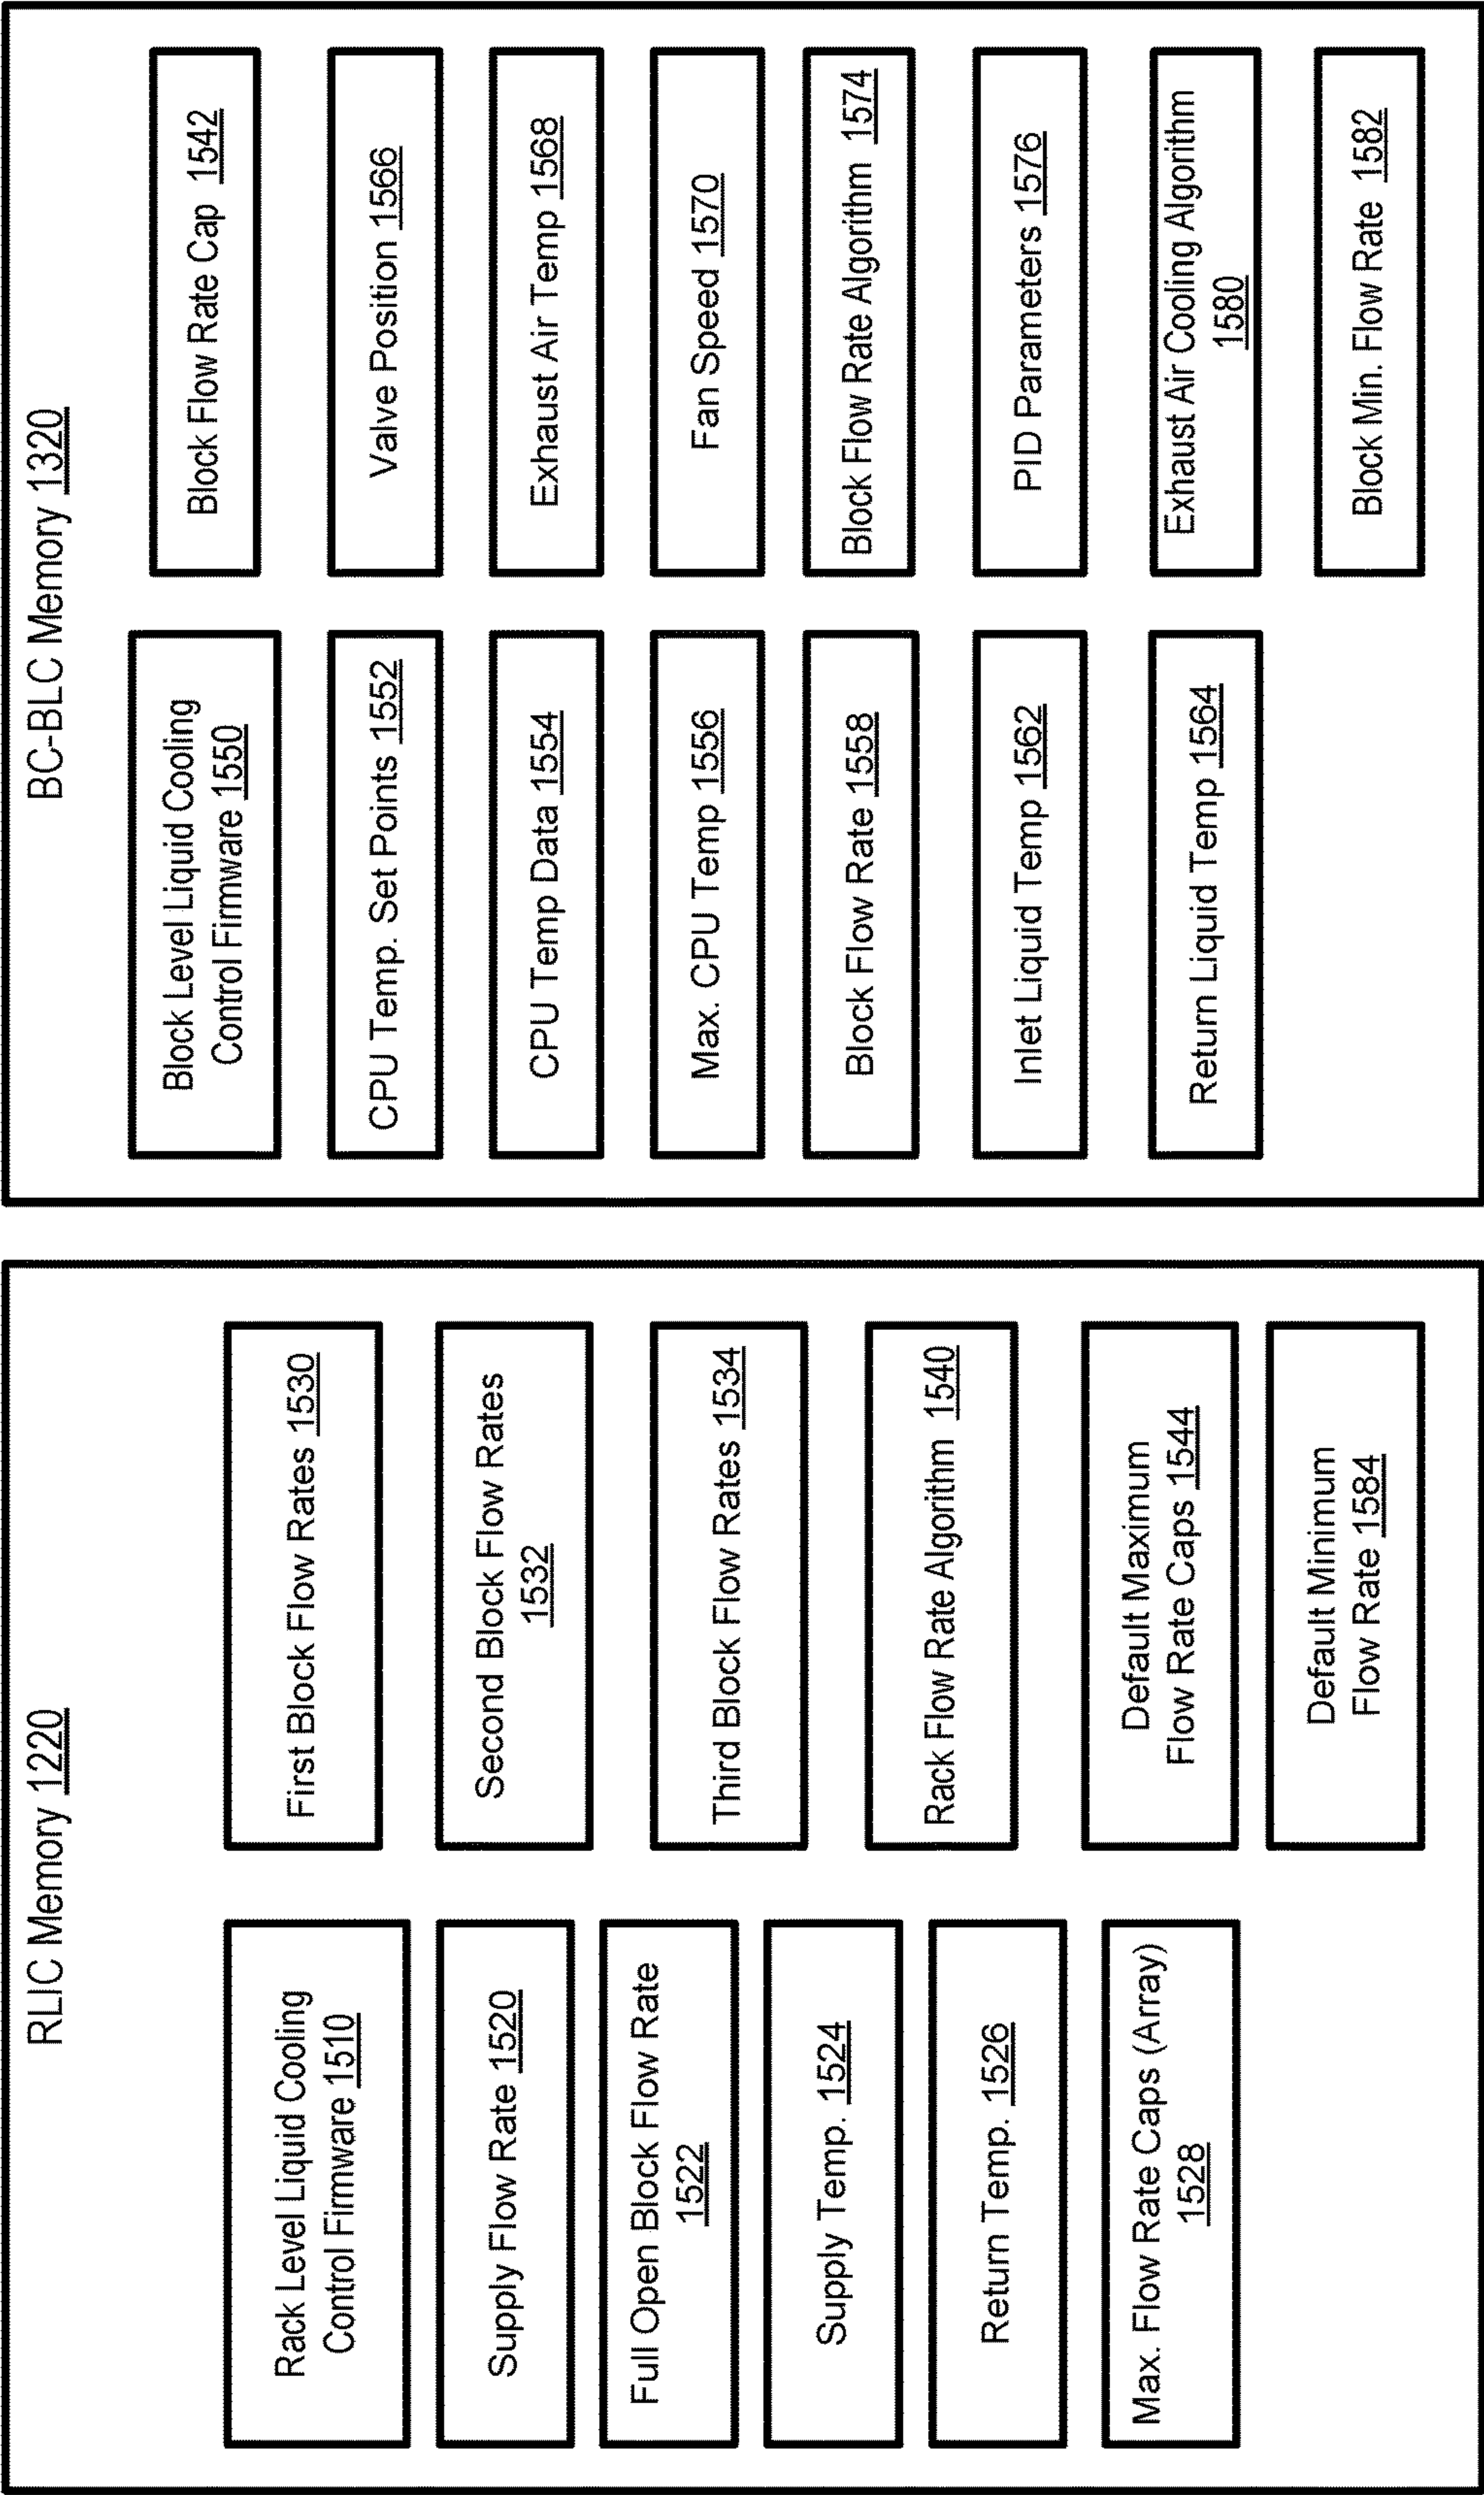 RLIC Memory 1220
Rack Level Liquid Cooling
Control Firmware 1510
Supply Flow Rate 1520
Full Open Block Flow Rate
1522
Supply Temp. 1524
Return Temp. 1526
Max. Flow Rate Caps (Array)
1528
First Block Flow Rates 1530
Second Block Flow Rates
1532
Third Block Flow Rates 1534
Rack Flow Rate Algorithm 1540
Default Maximum
Flow Rate Caps 1544
Default Minimum
Flow Rate 1584
BC-BLC Memory 1320
Block Level Liquid Cooling
Control Firmware 1550
CPU Temp. Set Points 1552
CPU Temp Data 1554
Max. CPU Temp 1556
Block Flow Rate 1558
Inlet Liquid Temp 1562
Return Liquid Temp 1564
Block Flow Rate Cap 1542
Valve Position 1566
Exhaust Air Temp 1568
Fan Speed 1570
Block Flow Rate Algorithm 1574
PID Parameters 1576
Exhaust Air Cooling Algorithm
1580
Block Min. Flow Rate 1582